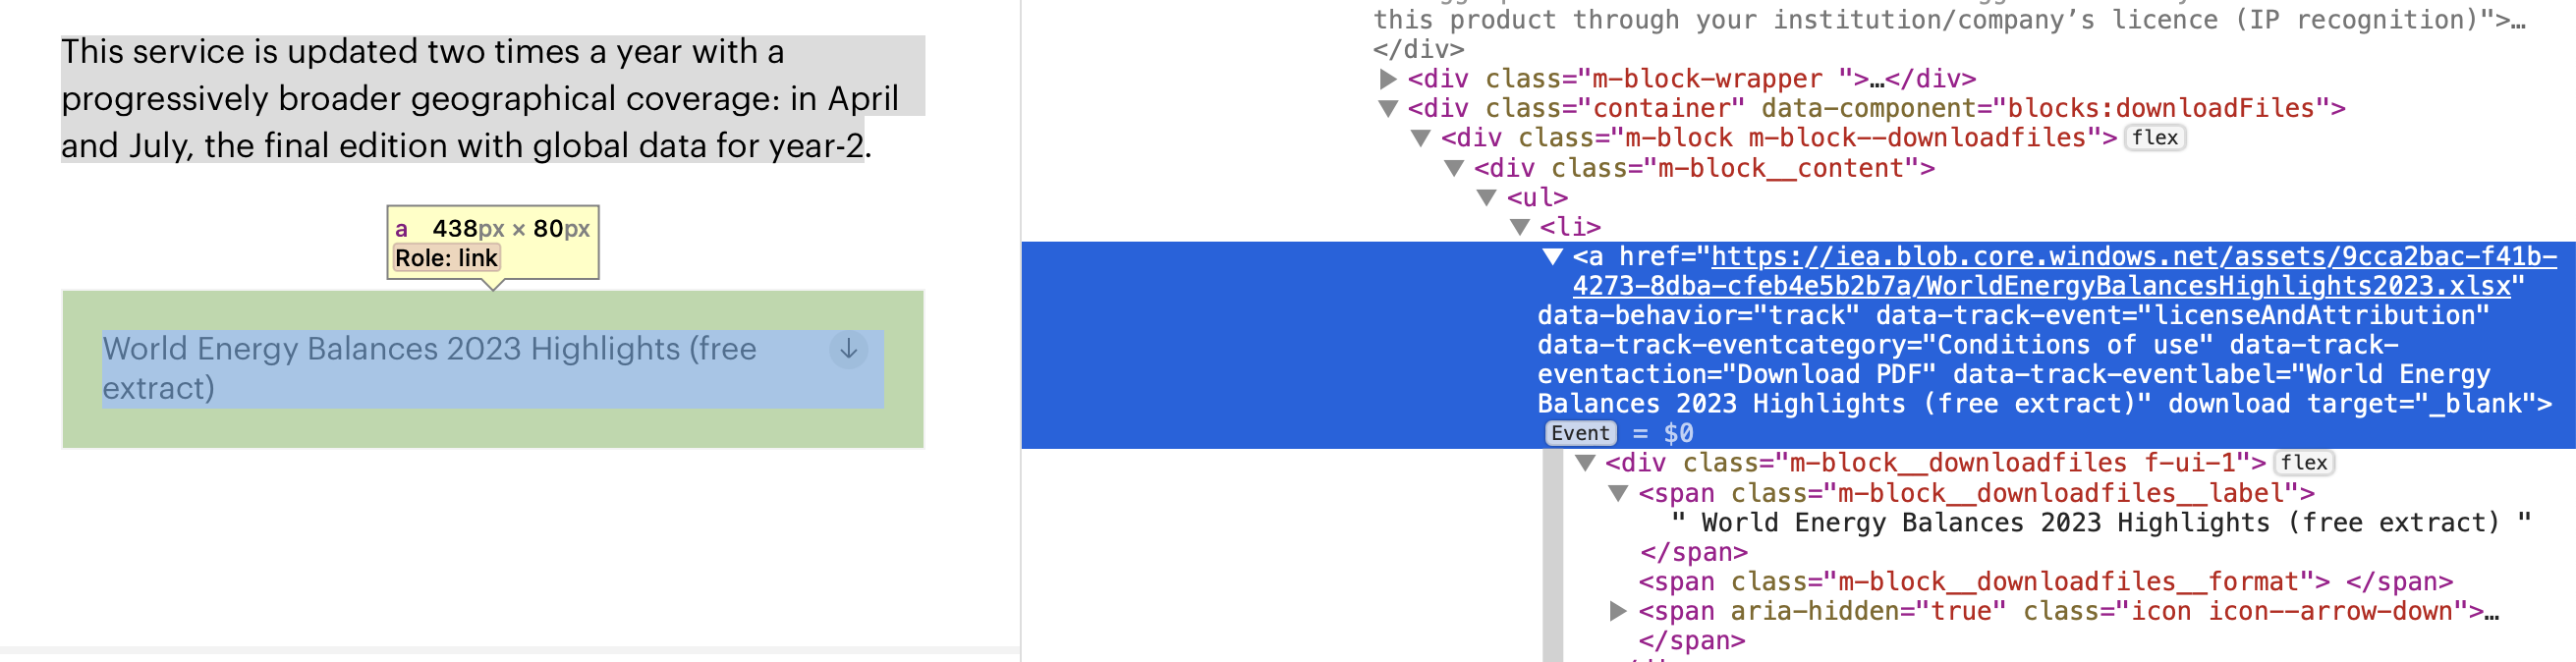 This service is updated two times a year with a
progressively broader geographical coverage: in April
and July, the final edition with global data for year-2.
a 438px × 80px
Role: link
World Energy Balances 2023 Highlights (free
extract)
this product through your institution/company’s licence (IP recognition)">…
</div>
<div class="m-block-wrapper ">…</div>
<div class="container" data-component="blocks:downloadFiles">
<div class="m-block m-block--downloadfiles"> flex
<div class="m-block__content">
<ul>
<li>
<a href="https://iea.blob.core.windows.net/assets/9cca2bac-f41b-
4273-8dba-cfeb4e5b2b7a/WorldEnergyBalancesHighlights2023.xlsx"
data-behavior="track" data-track-event="licenseAndAttribution"
data-track-eventcategory="Conditions of use" data-track-
eventaction="Download PDF" data-track-eventlabel="World Energy
Balances 2023 Highlights (free extract)" download target="_blank">
Event = $0
<div class="m-block__downloadfiles f-ui-1"> flex
<span class="m-block__downloadfiles__label">
" World Energy Balances 2023 Highlights (free extract) "
</span>
<span class="m-block__downloadfiles__format"> </span>
<span aria-hidden="true" class="icon icon--arrow-down">…
</span>